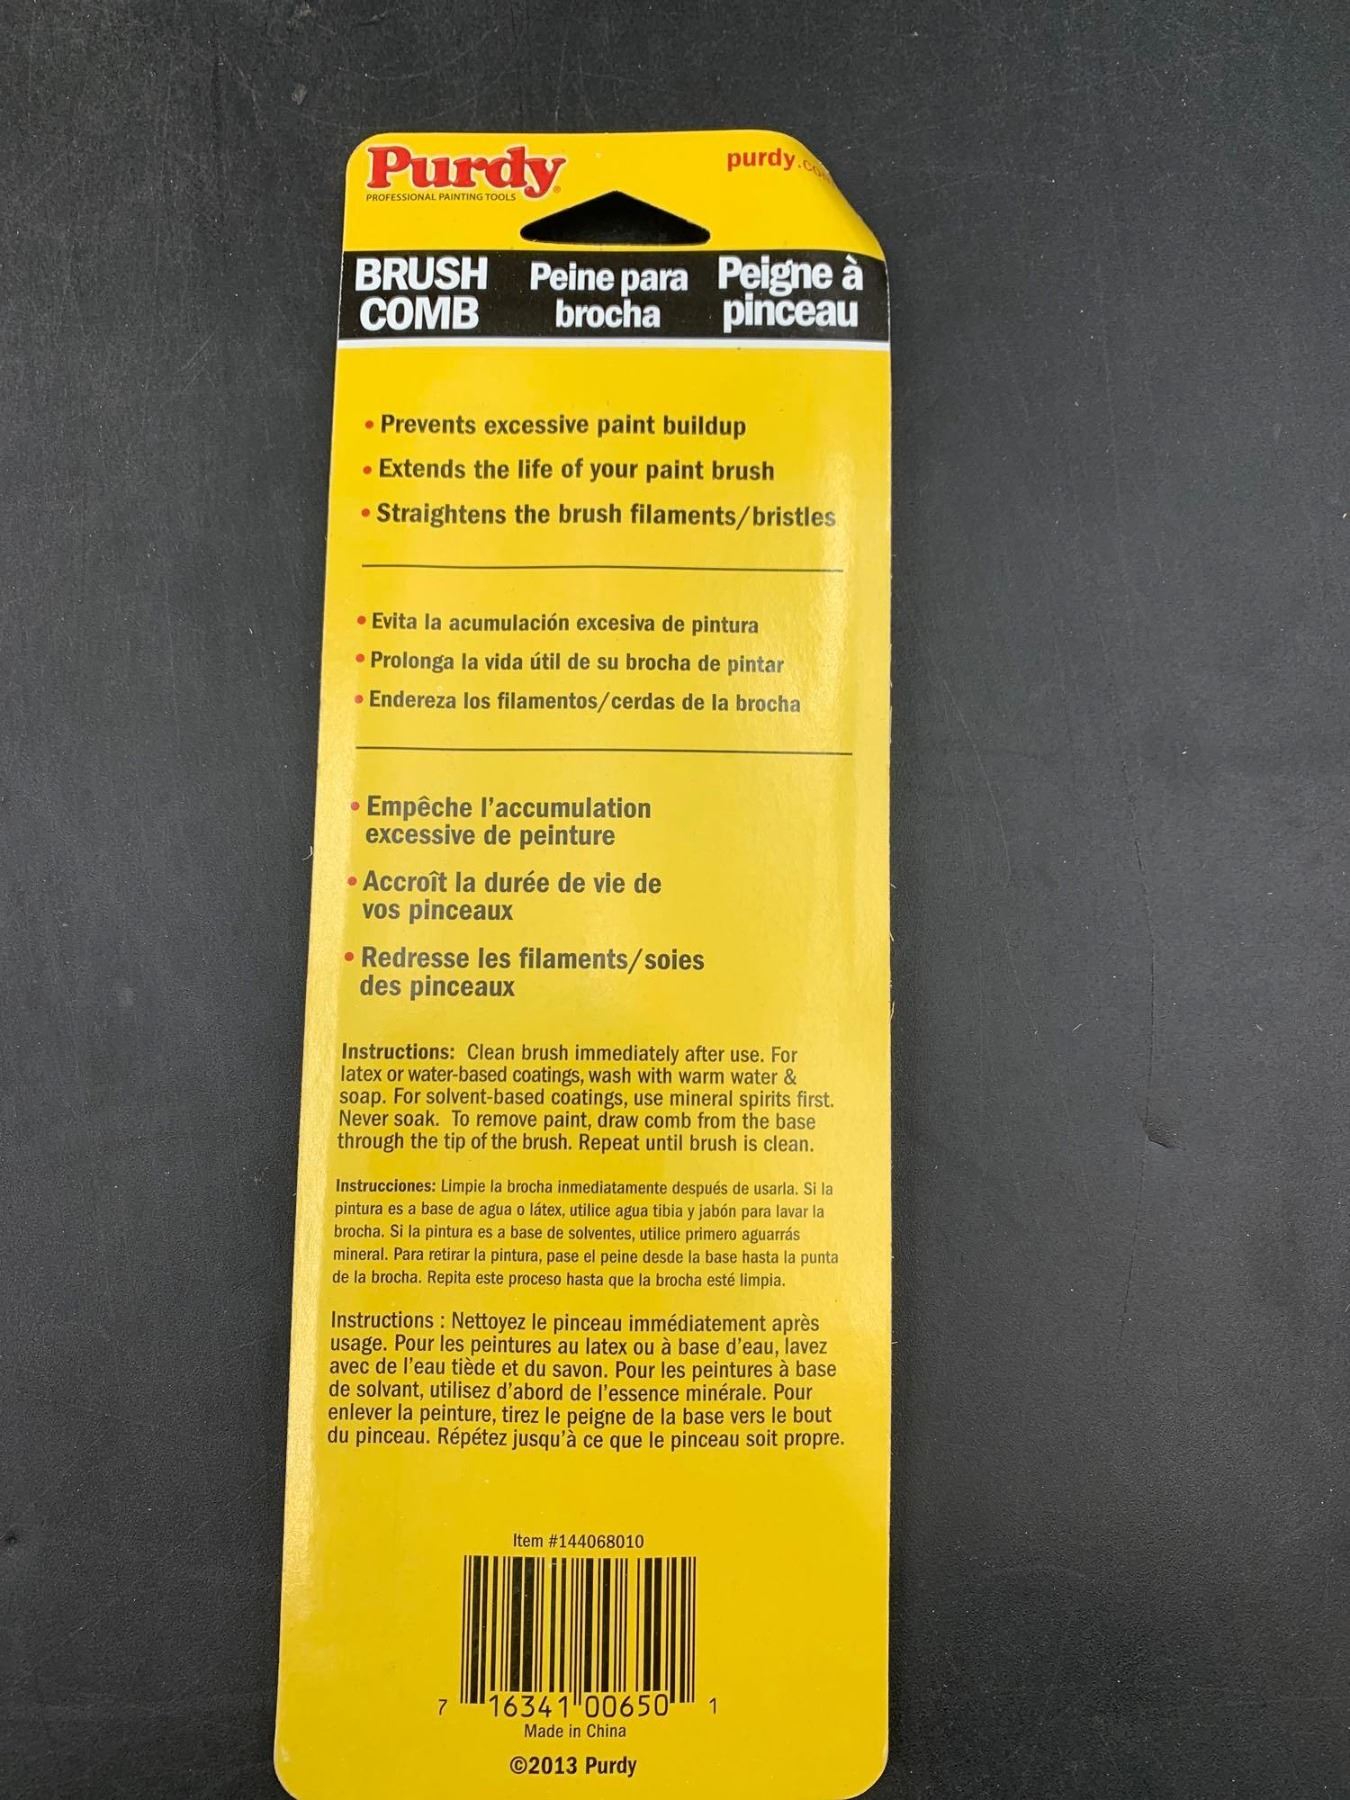 Purdy®
PROFESSIONAL PAINTING TOOLS
purdy.com
BRUSH
COMB
Peine para
brocha
Peigne à
pinceau
• Prevents excessive paint buildup
• Extends the life of your paint brush
• Straightens the brush filaments/bristles
• Evita la acumulación excesiva de pintura
• Prolonga la vida útil de su brocha de pintar
• Endereza los filamentos/cerdas de la brocha
• Empêche l'accumulation
excessive de peinture
• Accroît la durée de vie de
vos pinceaux
• Redresse les filaments/soies
des pinceaux
Instructions: Clean brush immediately after use. For
latex or water-based coatings, wash with warm water &
soap. For solvent-based coatings, use mineral spirits first.
Never soak. To remove paint, draw comb from the base
through the tip of the brush. Repeat until brush is clean.
Instrucciones: Limpie la brocha inmediatamente después de usarla. Si la
pintura es a base de agua o látex, utilice agua tibia y jabón para lavar la
brocha. Si la pintura es a base de solventes, utilice primero aguarrás
mineral. Para retirar la pintura, pase el peine desde la base hasta la punta
de la brocha. Repita este proceso hasta que la brocha esté limpia.
Instructions : Nettoyez le pinceau immédiatement après
usage. Pour les peintures au latex ou à base d'eau, lavez
avec de l'eau tiède et du savon. Pour les peintures à base
de solvant, utilisez d'abord de l'essence minérale. Pour
enlever la peinture, tirez le peigne de la base vers le bout
du pinceau. Répétez jusqu'à ce que le pinceau soit propre.
Item #144068010
7 16341 00650 1
Made in China
©2013 Purdy